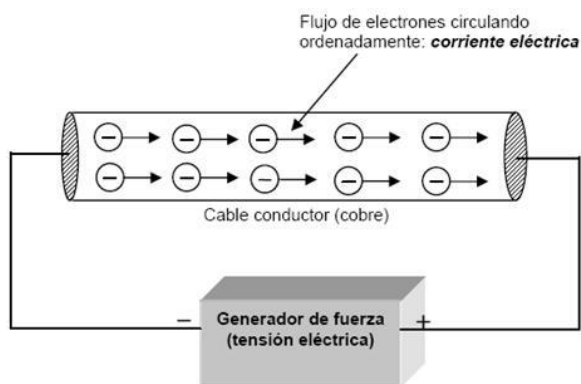 Flujo de electrones circulando
ordenadamente: corriente eléctrica
Cable conductor (cobre)
− Generador de fuerza +
(tensión eléctrica)